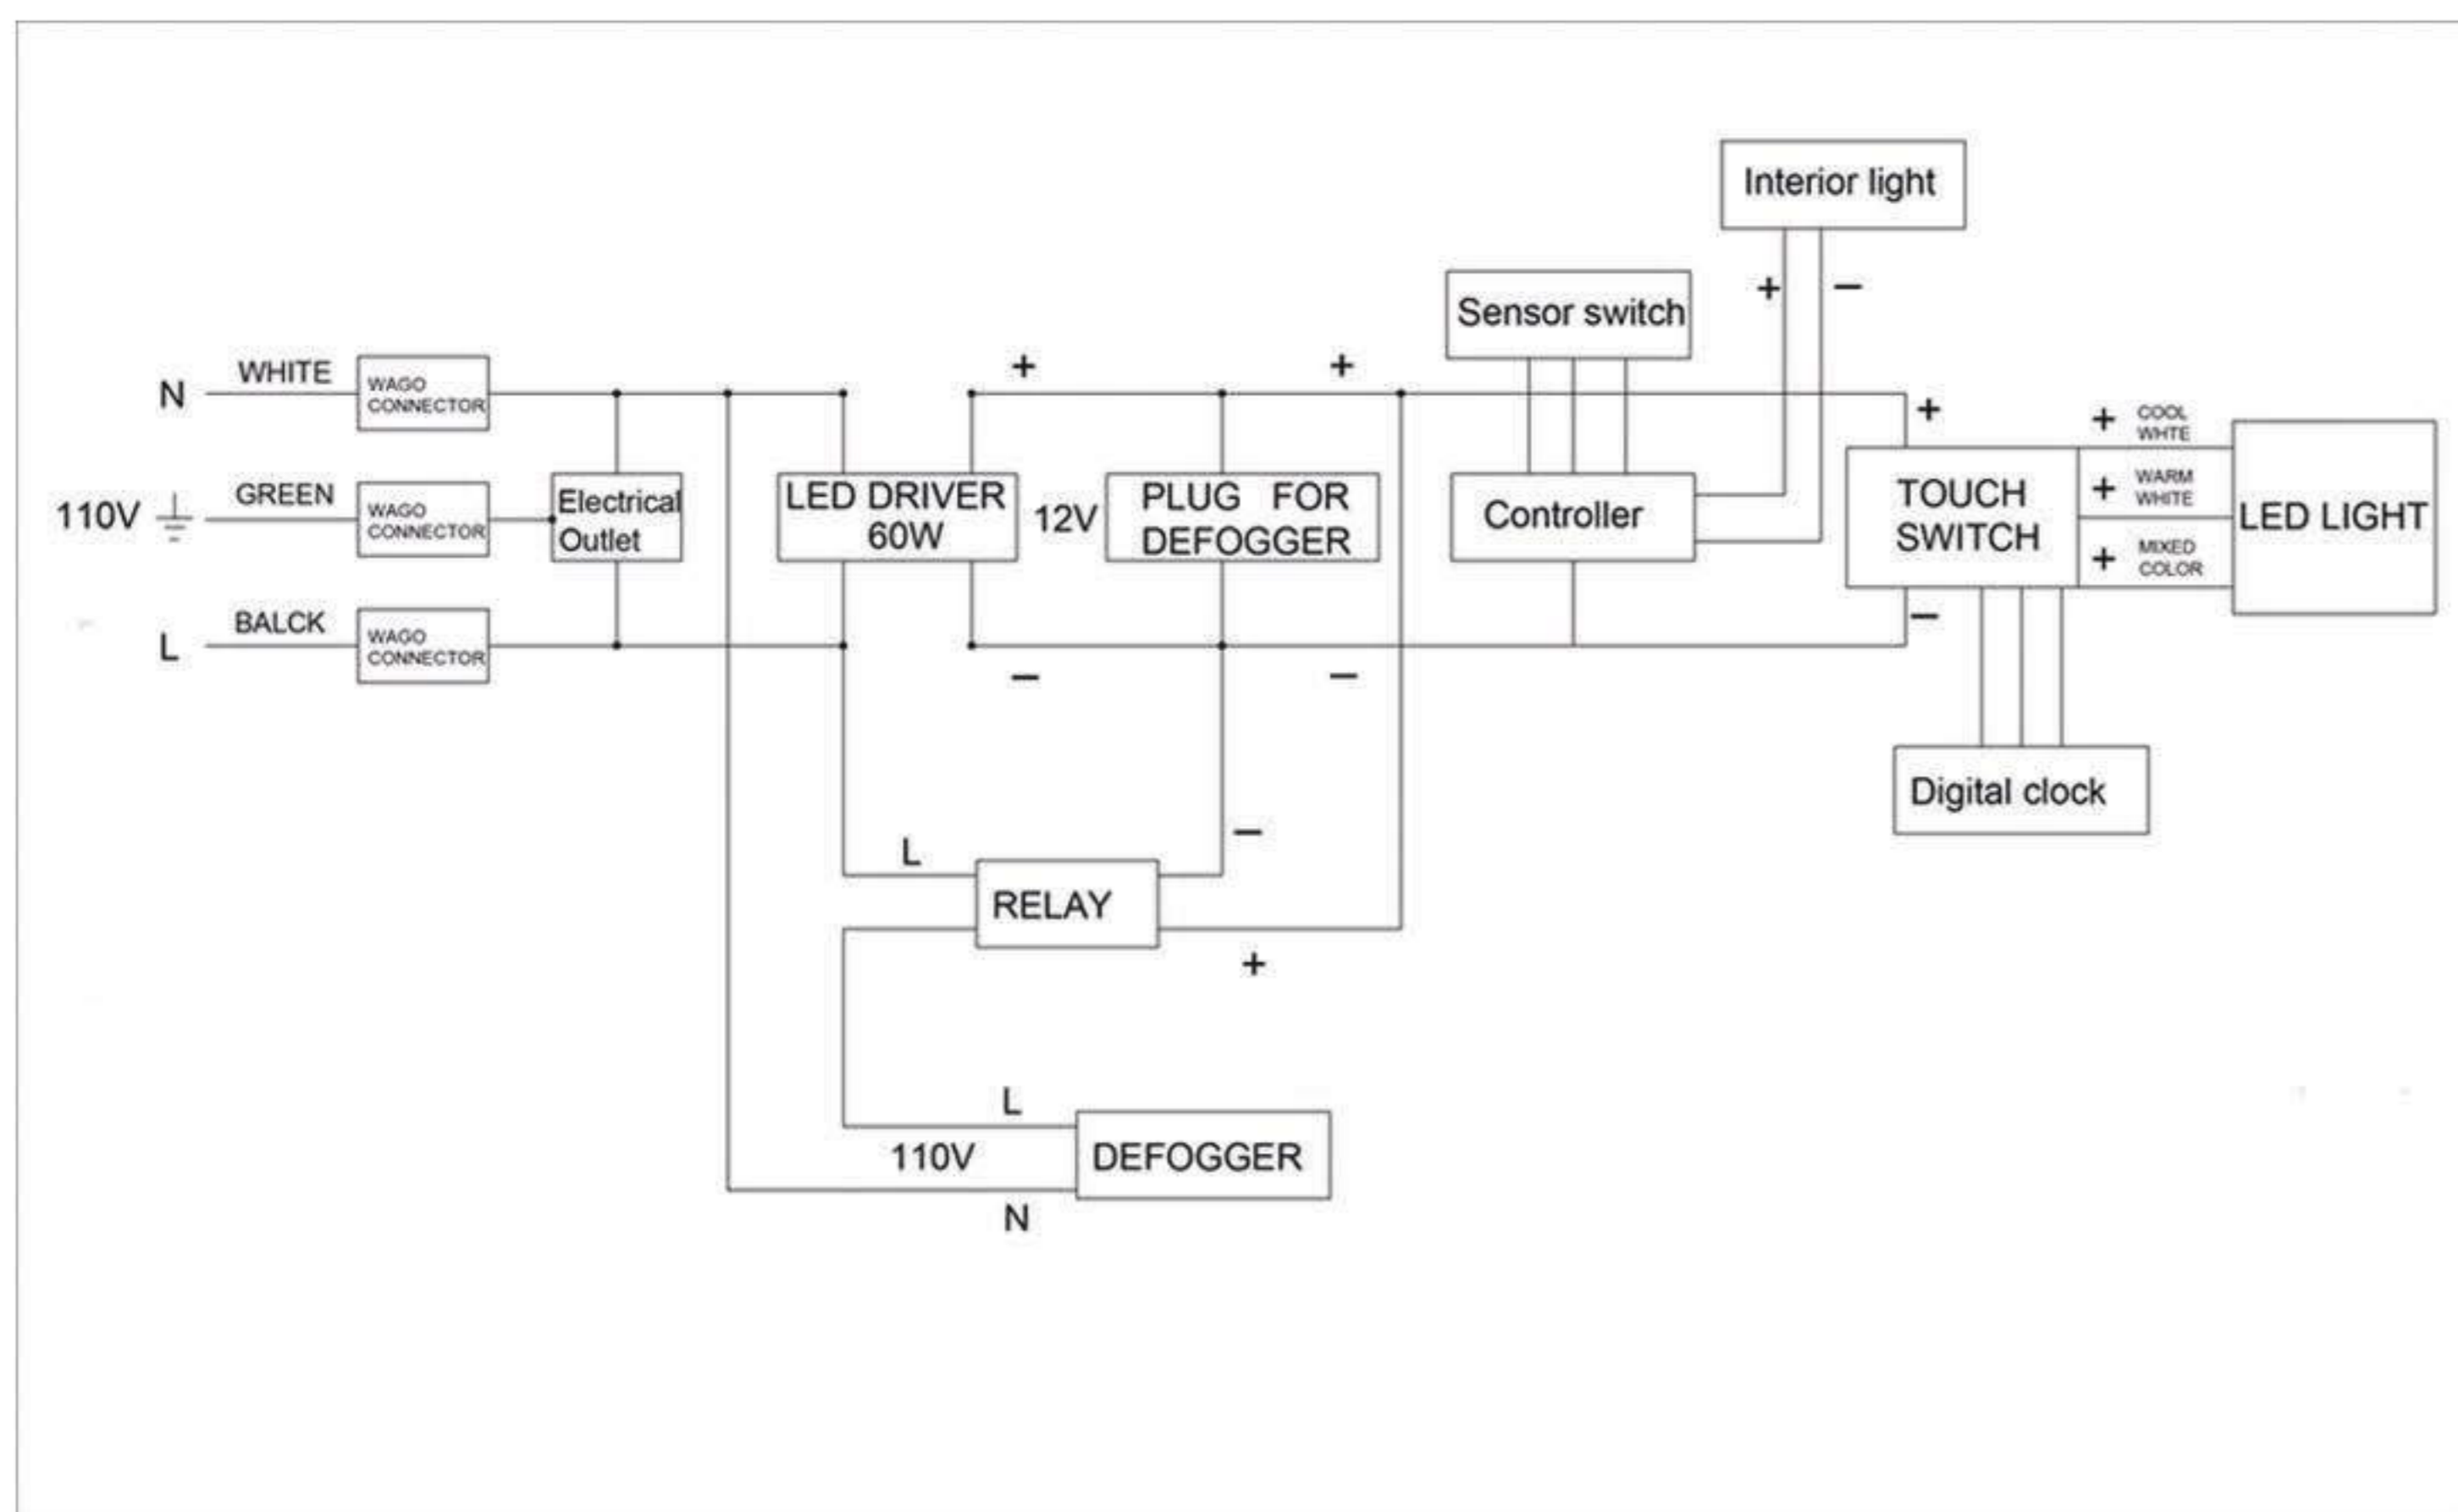 Interior light
+ −
Sensor switch
N
WHITE
WAGO
CONNECTOR
+
+
110V
GREEN
WAGO
CONNECTOR
Electrical
Outlet
LED DRIVER
60W
12V
PLUG FOR
DEFOGGER
Controller
+
TOUCH
SWITCH
−
+ COOL
WHTE
+ WARM
WHITE
+ MIXED
COLOR
LED LIGHT
L
BALCK
WAGO
CONNECTOR
−
−
Digital clock
L
RELAY
−
+
L
110V
N
DEFOGGER